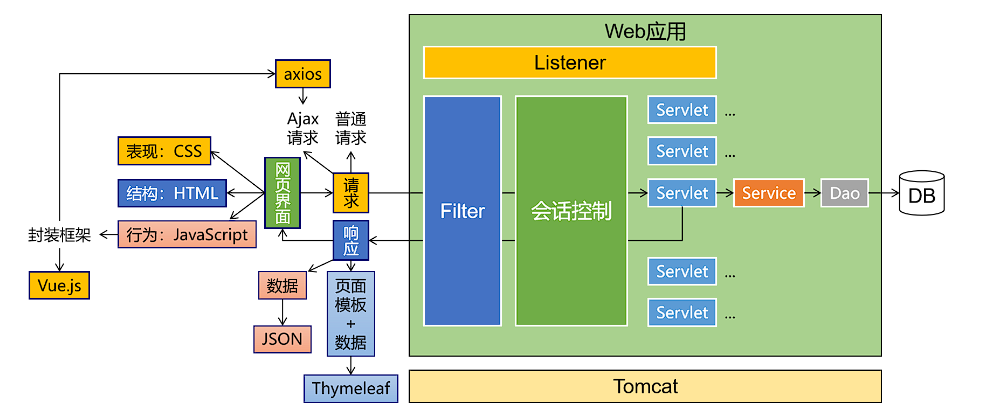 Web应用
Listener
axios
Ajax
请求
普通
请求
表现：CSS
结构：HTML
行为：JavaScript
封装框架
Vue.js
网页界面
请求
响应
数据
JSON
页面
模板
+
数据
Thymeleaf
Filter
会话控制
Servlet ...
Servlet ...
Servlet
Service
Dao
DB
Servlet ...
Servlet ...
Tomcat